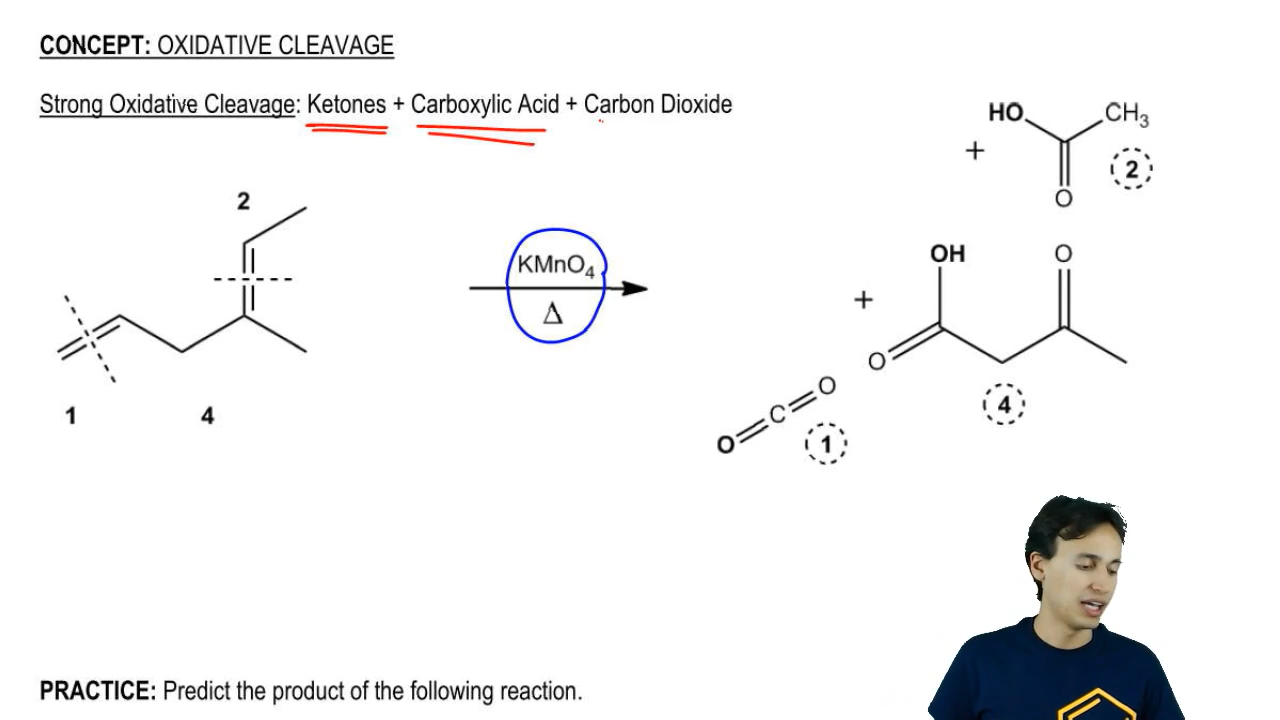 CONCEPT: OXIDATIVE CLEAVAGE
Strong Oxidative Cleavage: Ketones + Carboxylic Acid + Carbon Dioxide
HO CH₃
+
2
O
2
KMnO₄
Δ
OH O
+
O
4
O
C
O
1
1 4
PRACTICE: Predict the product of the following reaction.